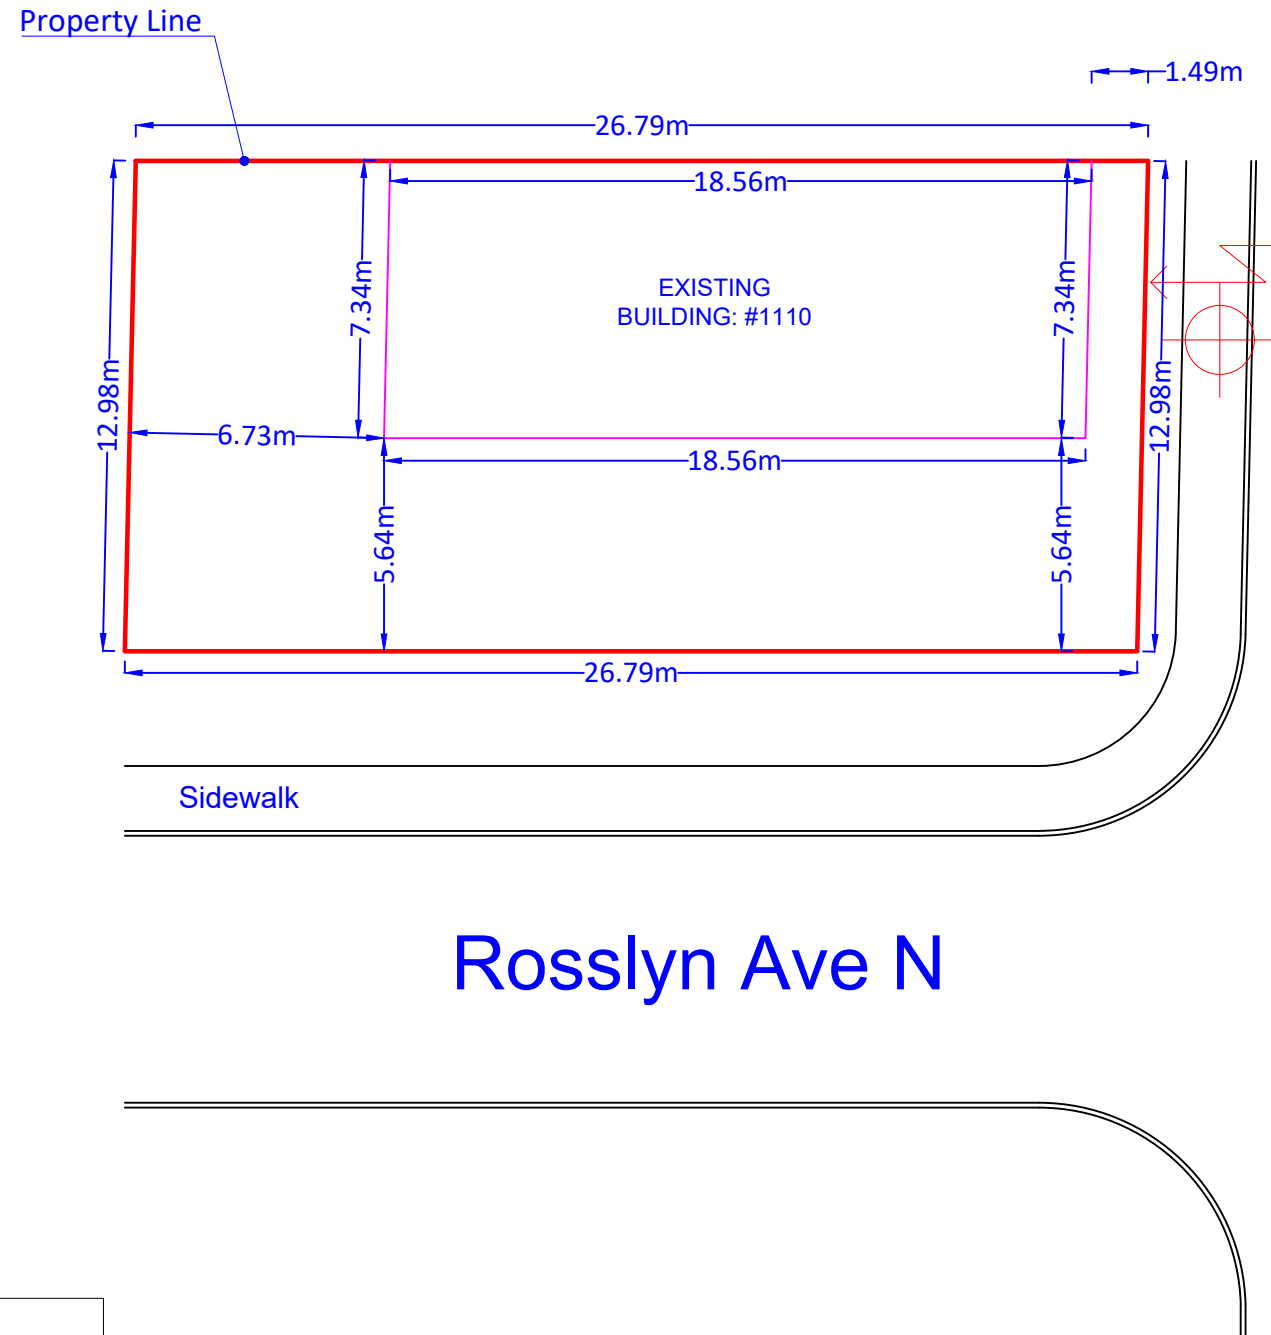 Property Line
1.49m
26.79m
18.56m
7.34m
EXISTING
BUILDING: #1110
7.34m
12.98m
12.98m
6.73m
18.56m
5.64m
5.64m
26.79m
Sidewalk
Rosslyn Ave N